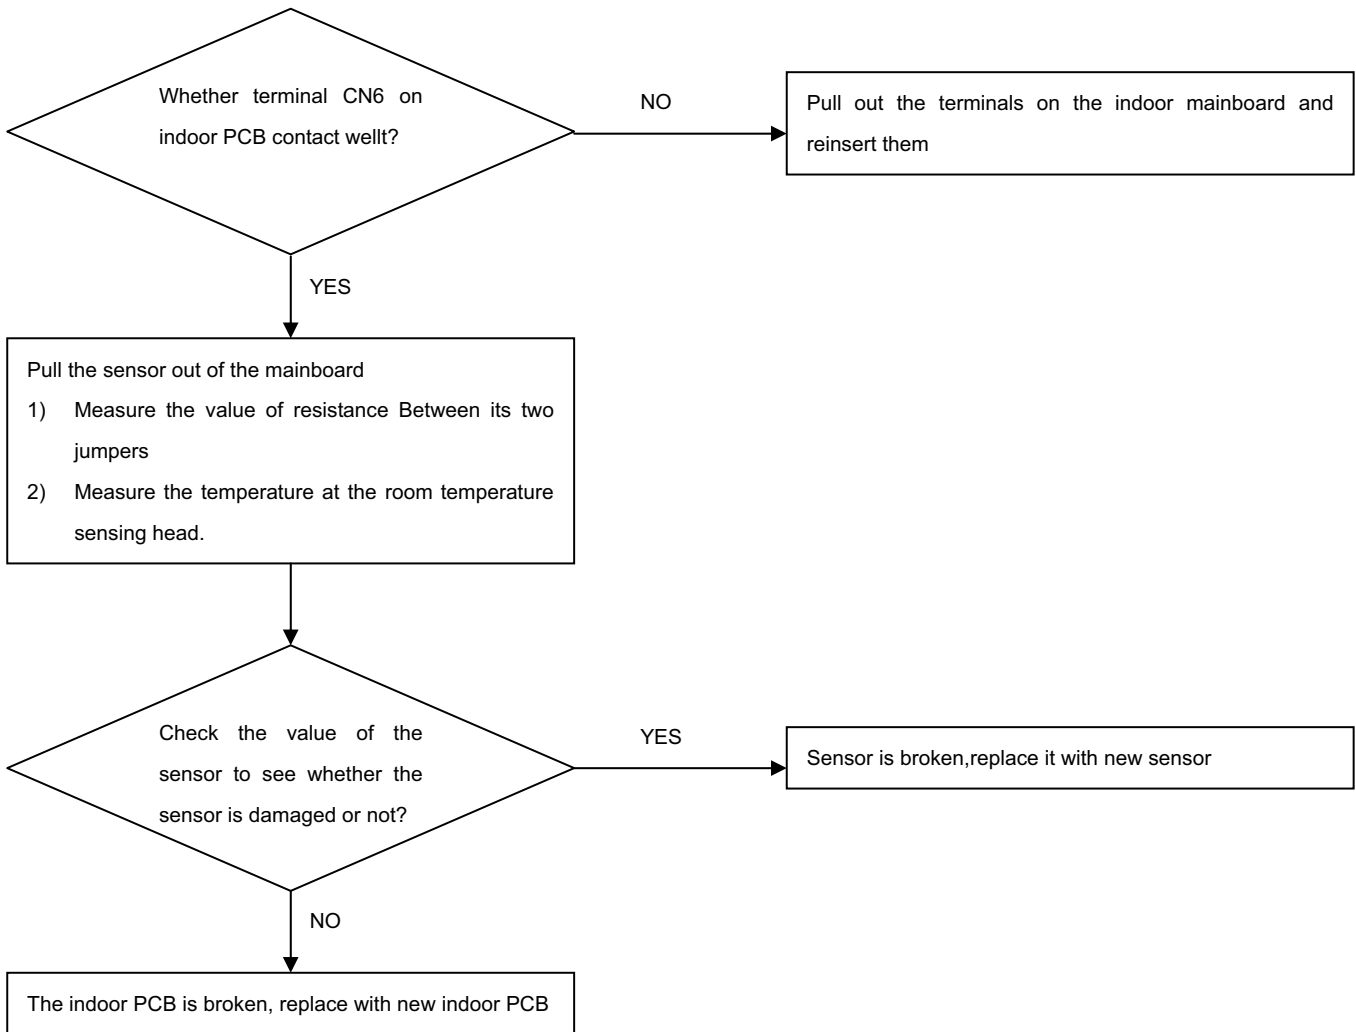 Whether terminal CN6 on
indoor PCB contact wellt?
NO
Pull out the terminals on the indoor mainboard and
reinsert them
YES
Pull the sensor out of the mainboard
1) Measure the value of resistance Between its two
jumpers
2) Measure the temperature at the room temperature
sensing head.
Check the value of the
sensor to see whether the
sensor is damaged or not?
YES
Sensor is broken,replace it with new sensor
NO
The indoor PCB is broken, replace with new indoor PCB